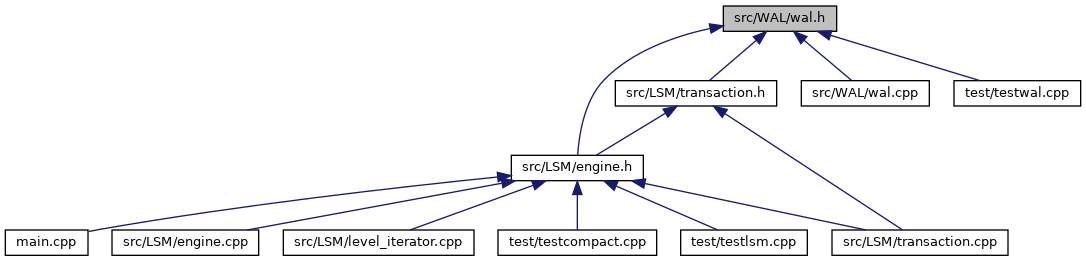 src/WAL/wal.h
src/LSM/transaction.h
src/WAL/wal.cpp
test/testwal.cpp
src/LSM/engine.h
main.cpp
src/LSM/engine.cpp
src/LSM/level_iterator.cpp
test/testcompact.cpp
test/testlsm.cpp
src/LSM/transaction.cpp